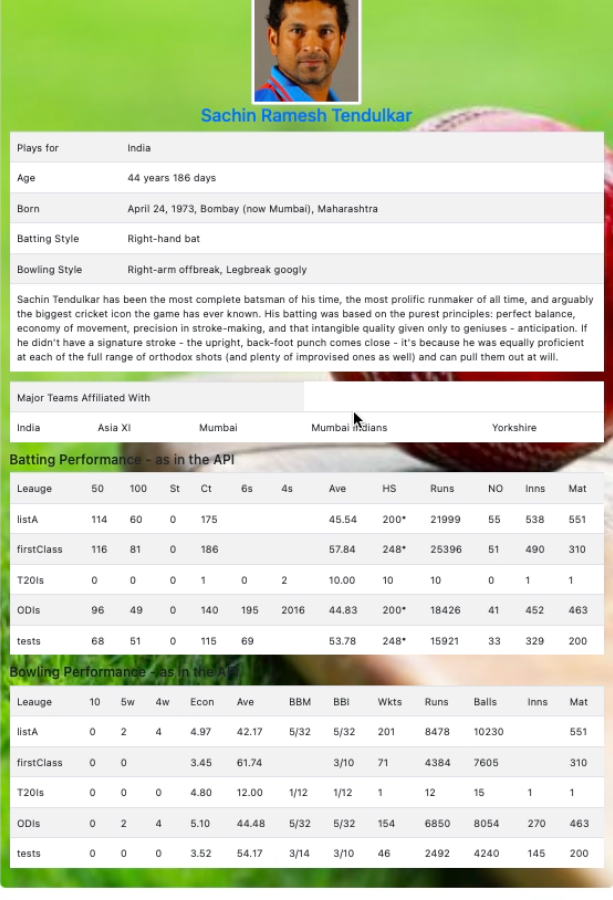 Sachin Ramesh Tendulkar
Plays for India
Age 44 years 186 days
Born April 24, 1973, Bombay (now Mumbai), Maharashtra
Batting Style Right-hand bat
Bowling Style Right-arm offbreak, Legbreak googly
Sachin Tendulkar has been the most complete batsman of his time, the most prolific runmaker of all time, and arguably
the biggest cricket icon the game has ever known. His batting was based on the purest principles: perfect balance,
economy of movement, precision in stroke-making, and that intangible quality given only to geniuses - anticipation. If
he didn't have a signature stroke - the upright, back-foot punch comes close - it's because he was equally proficient
at each of the full range of orthodox shots (and plenty of improvised ones as well) and can pull them out at will.
Major Teams Affiliated With
India Asia XI Mumbai Mumbai Indians Yorkshire
Batting Performance - as in the API
Leauge 50 100 St Ct 6s 4s Ave HS Runs NO Inns Mat
listA 114 60 0 175 45.54 200* 21999 55 538 551
firstClass 116 81 0 186 57.84 248* 25396 51 490 310
T20Is 0 0 0 1 0 2 10.00 10 10 0 1 1
ODIs 96 49 0 140 195 2016 44.83 200* 18426 41 452 463
tests 68 51 0 115 69 53.78 248* 15921 33 329 200
Bowling Performance - as in the API
Leauge 10 5w 4w Econ Ave BBM BBI Wkts Runs Balls Inns Mat
listA 0 2 4 4.97 42.17 5/32 5/32 201 8478 10230 551
firstClass 0 0 3.45 61.74 3/10 71 4384 7605 310
T20Is 0 0 0 4.80 12.00 1/12 1/12 1 12 15 1 1
ODIs 0 2 4 5.10 44.48 5/32 5/32 154 6850 8054 270 463
tests 0 0 0 3.52 54.17 3/14 3/10 46 2492 4240 145 200